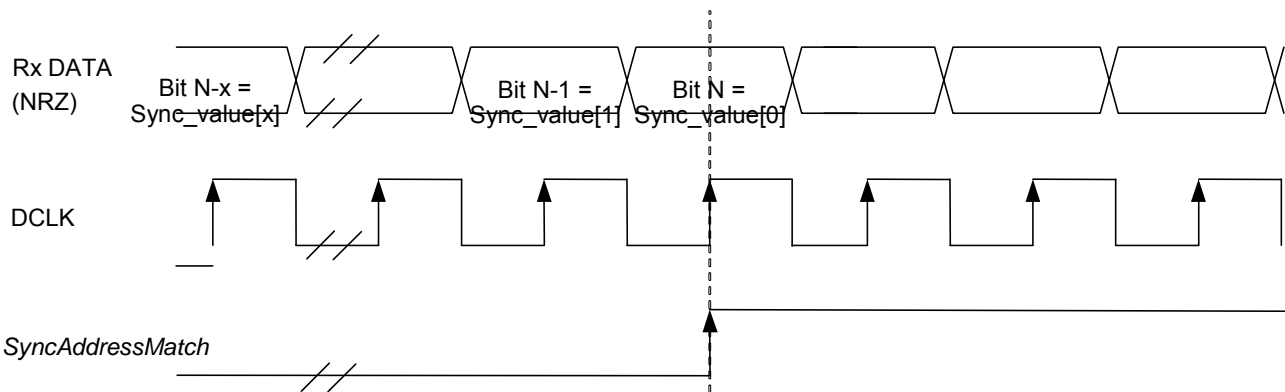 Rx DATA
(NRZ)
Bit N-x =
Sync_value[x]
Bit N-1 =
Sync_value[1]
Bit N =
Sync_value[0]
DCLK
SyncAddressMatch